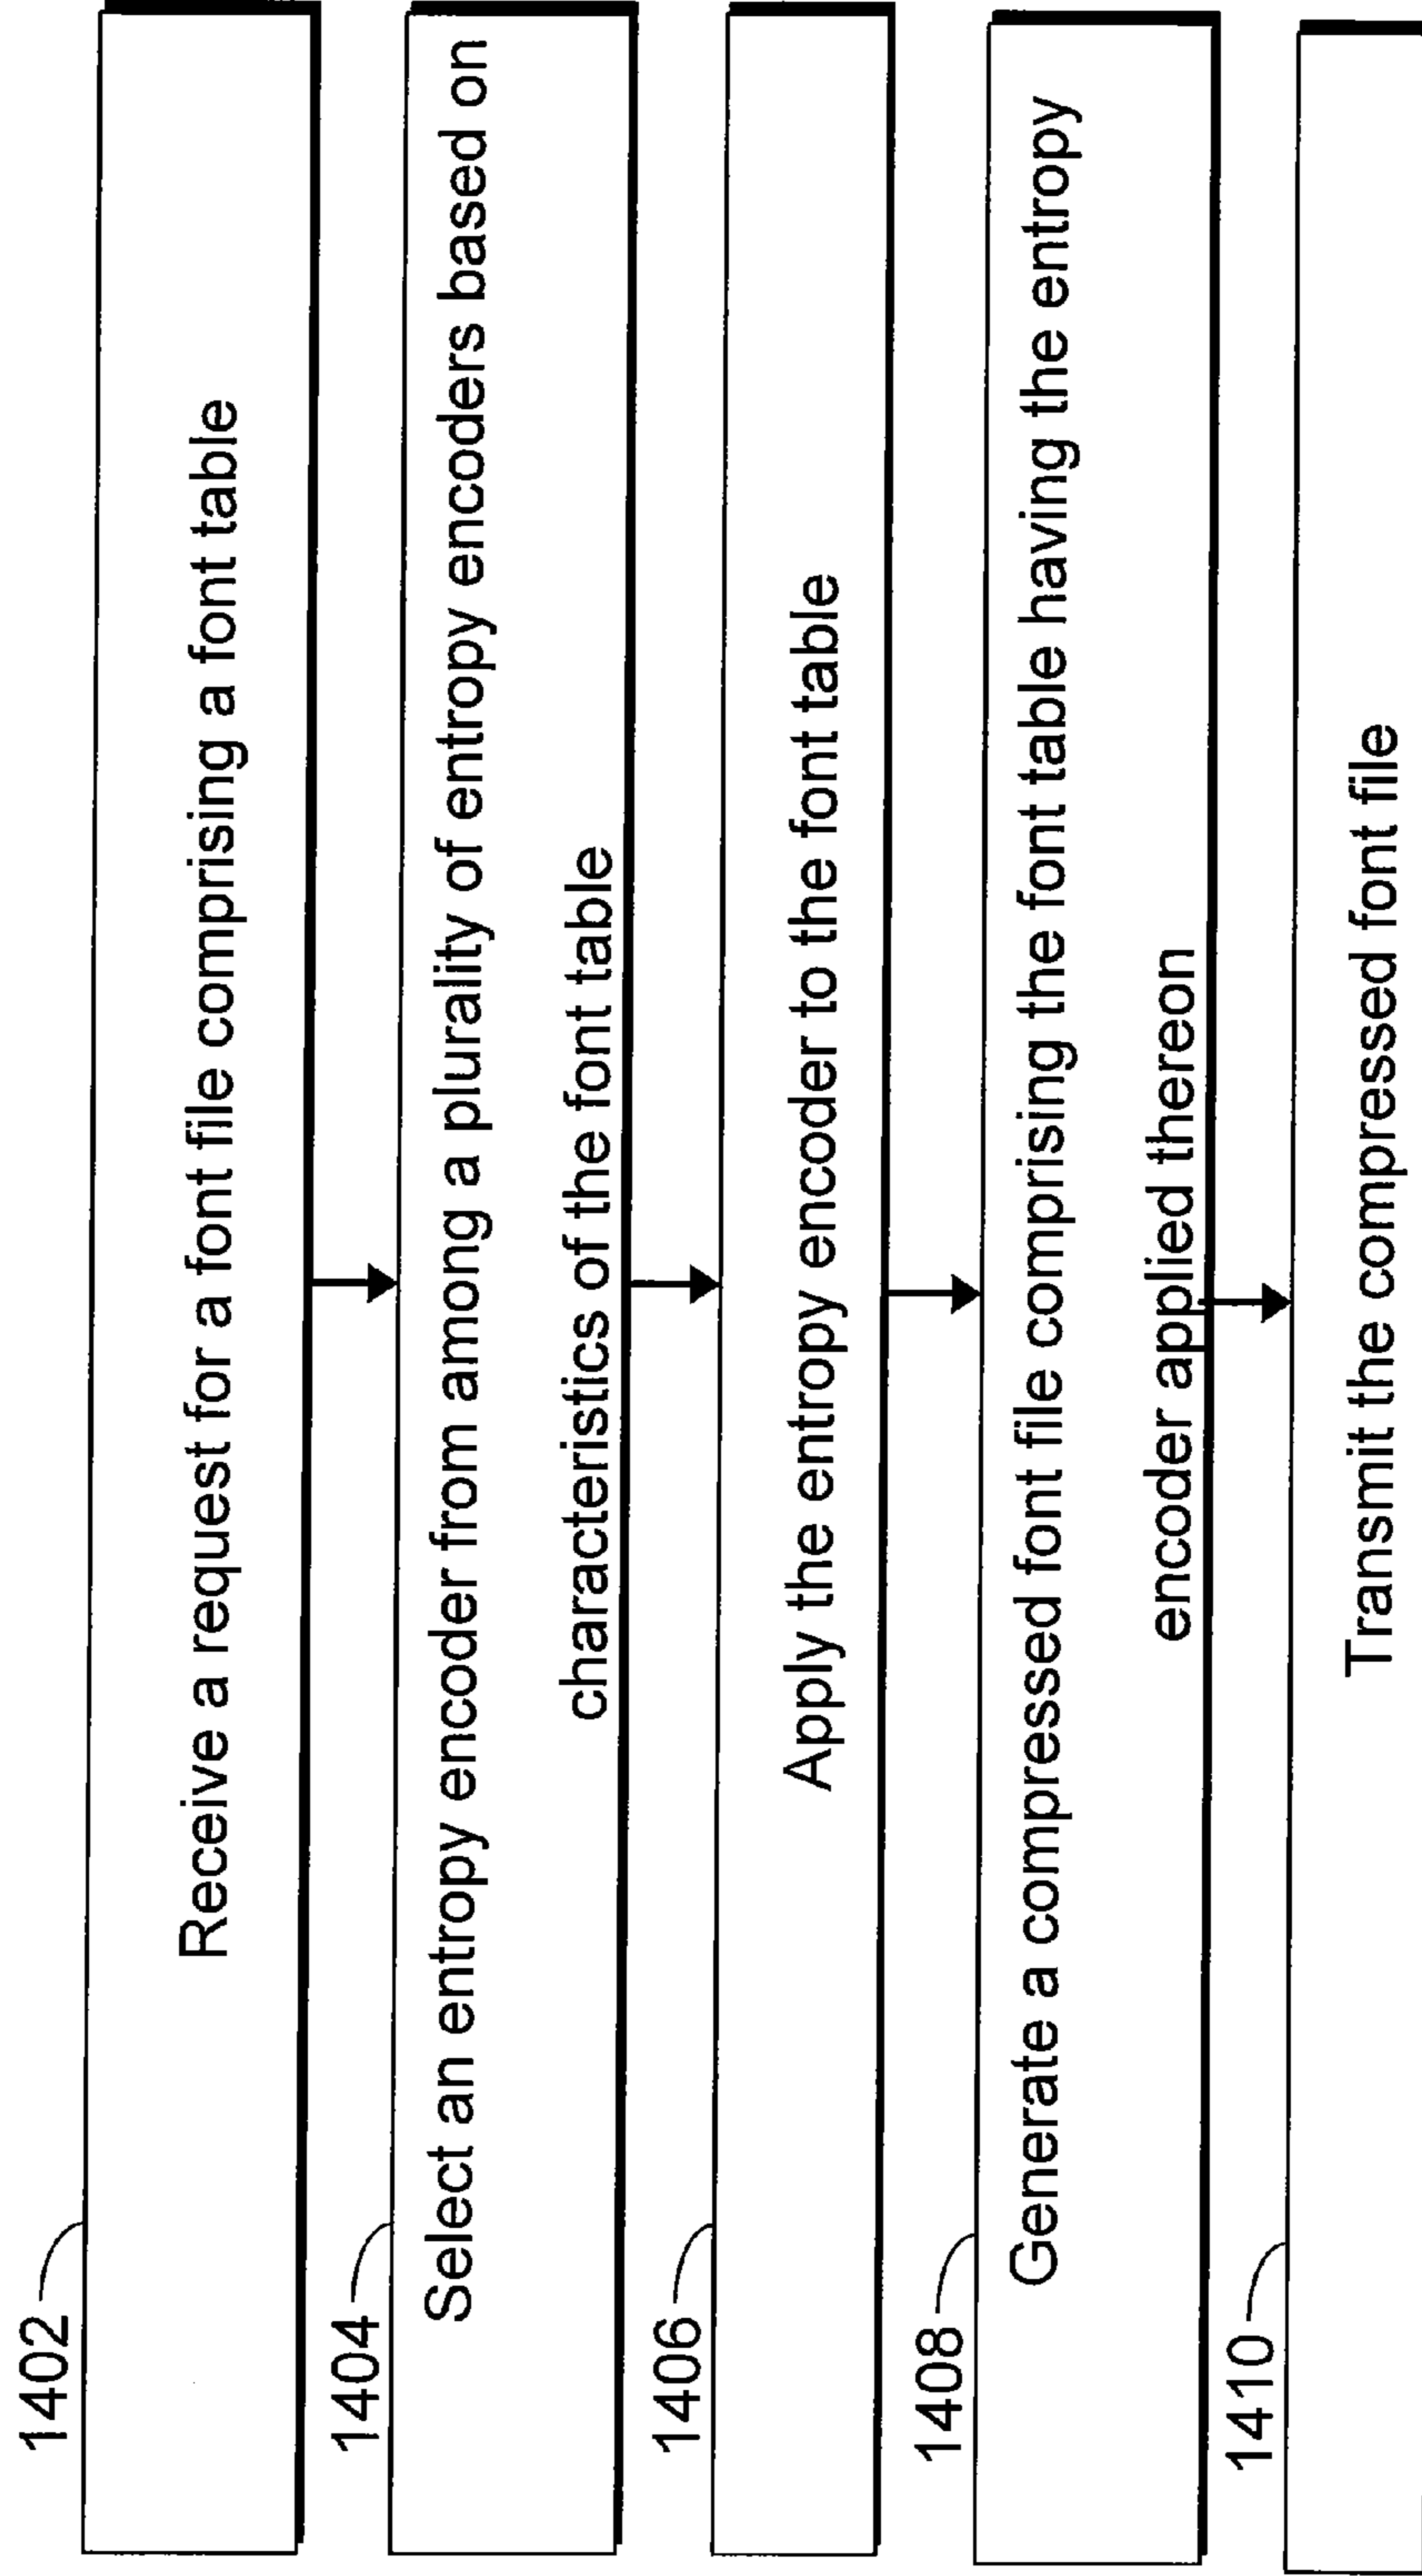 1402
Receive a request for a font file comprising a font table
1404
Select an entropy encoder from among a plurality of entropy encoders based on
characteristics of the font table
1406
Apply the entropy encoder to the font table
1408
Generate a compressed font file comprising the font table having the entropy
encoder applied thereon
1410
Transmit the compressed font file